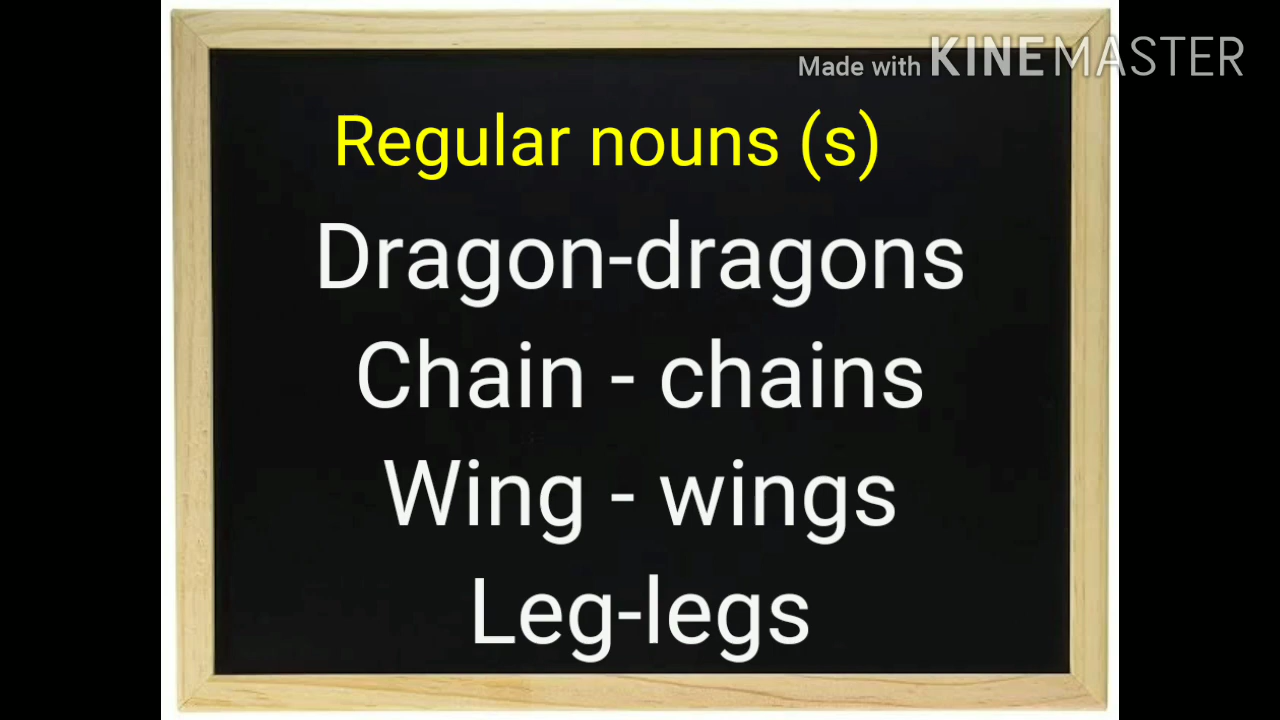 Made with KINEMASTER
Regular nouns (s)
Dragon-dragons
Chain - chains
Wing - wings
Leg-legs